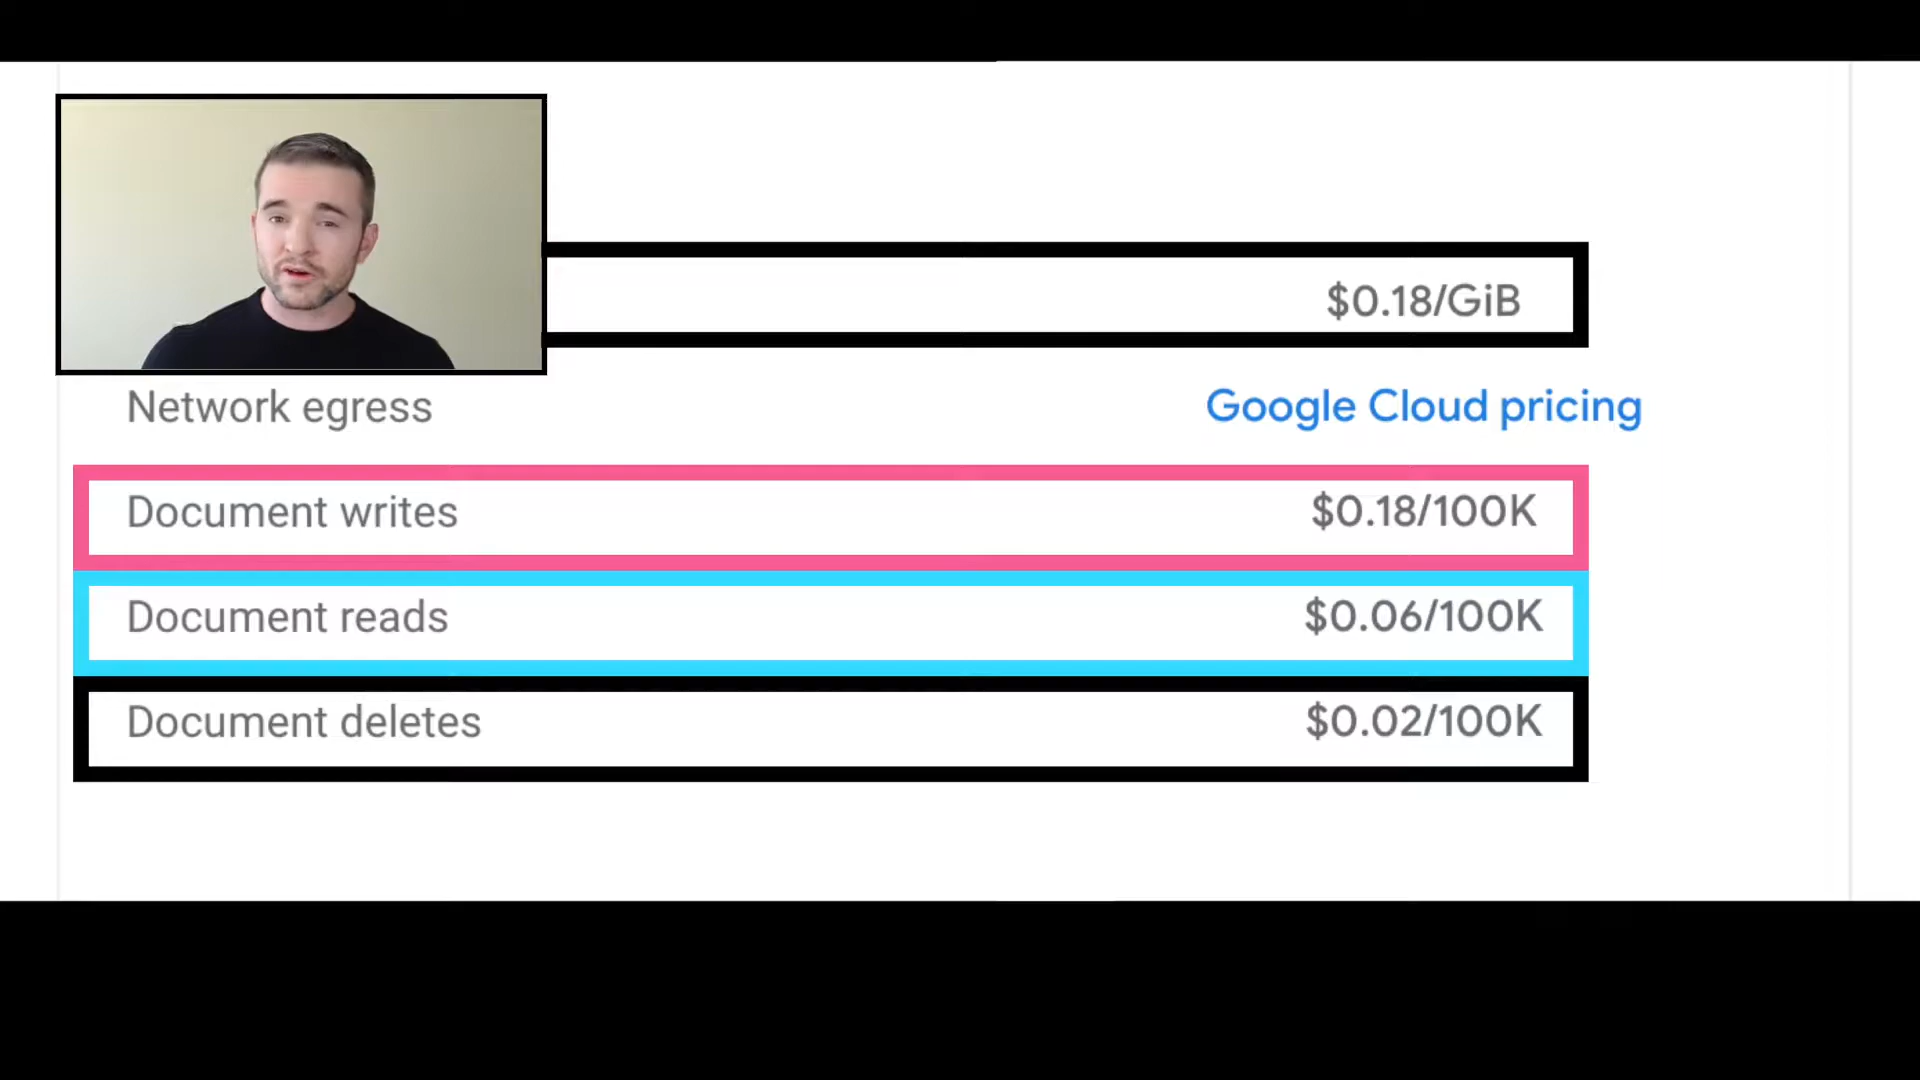 $0.18/GiB
Network egress Google Cloud pricing
Document writes $0.18/100K
Document reads $0.06/100K
Document deletes $0.02/100K